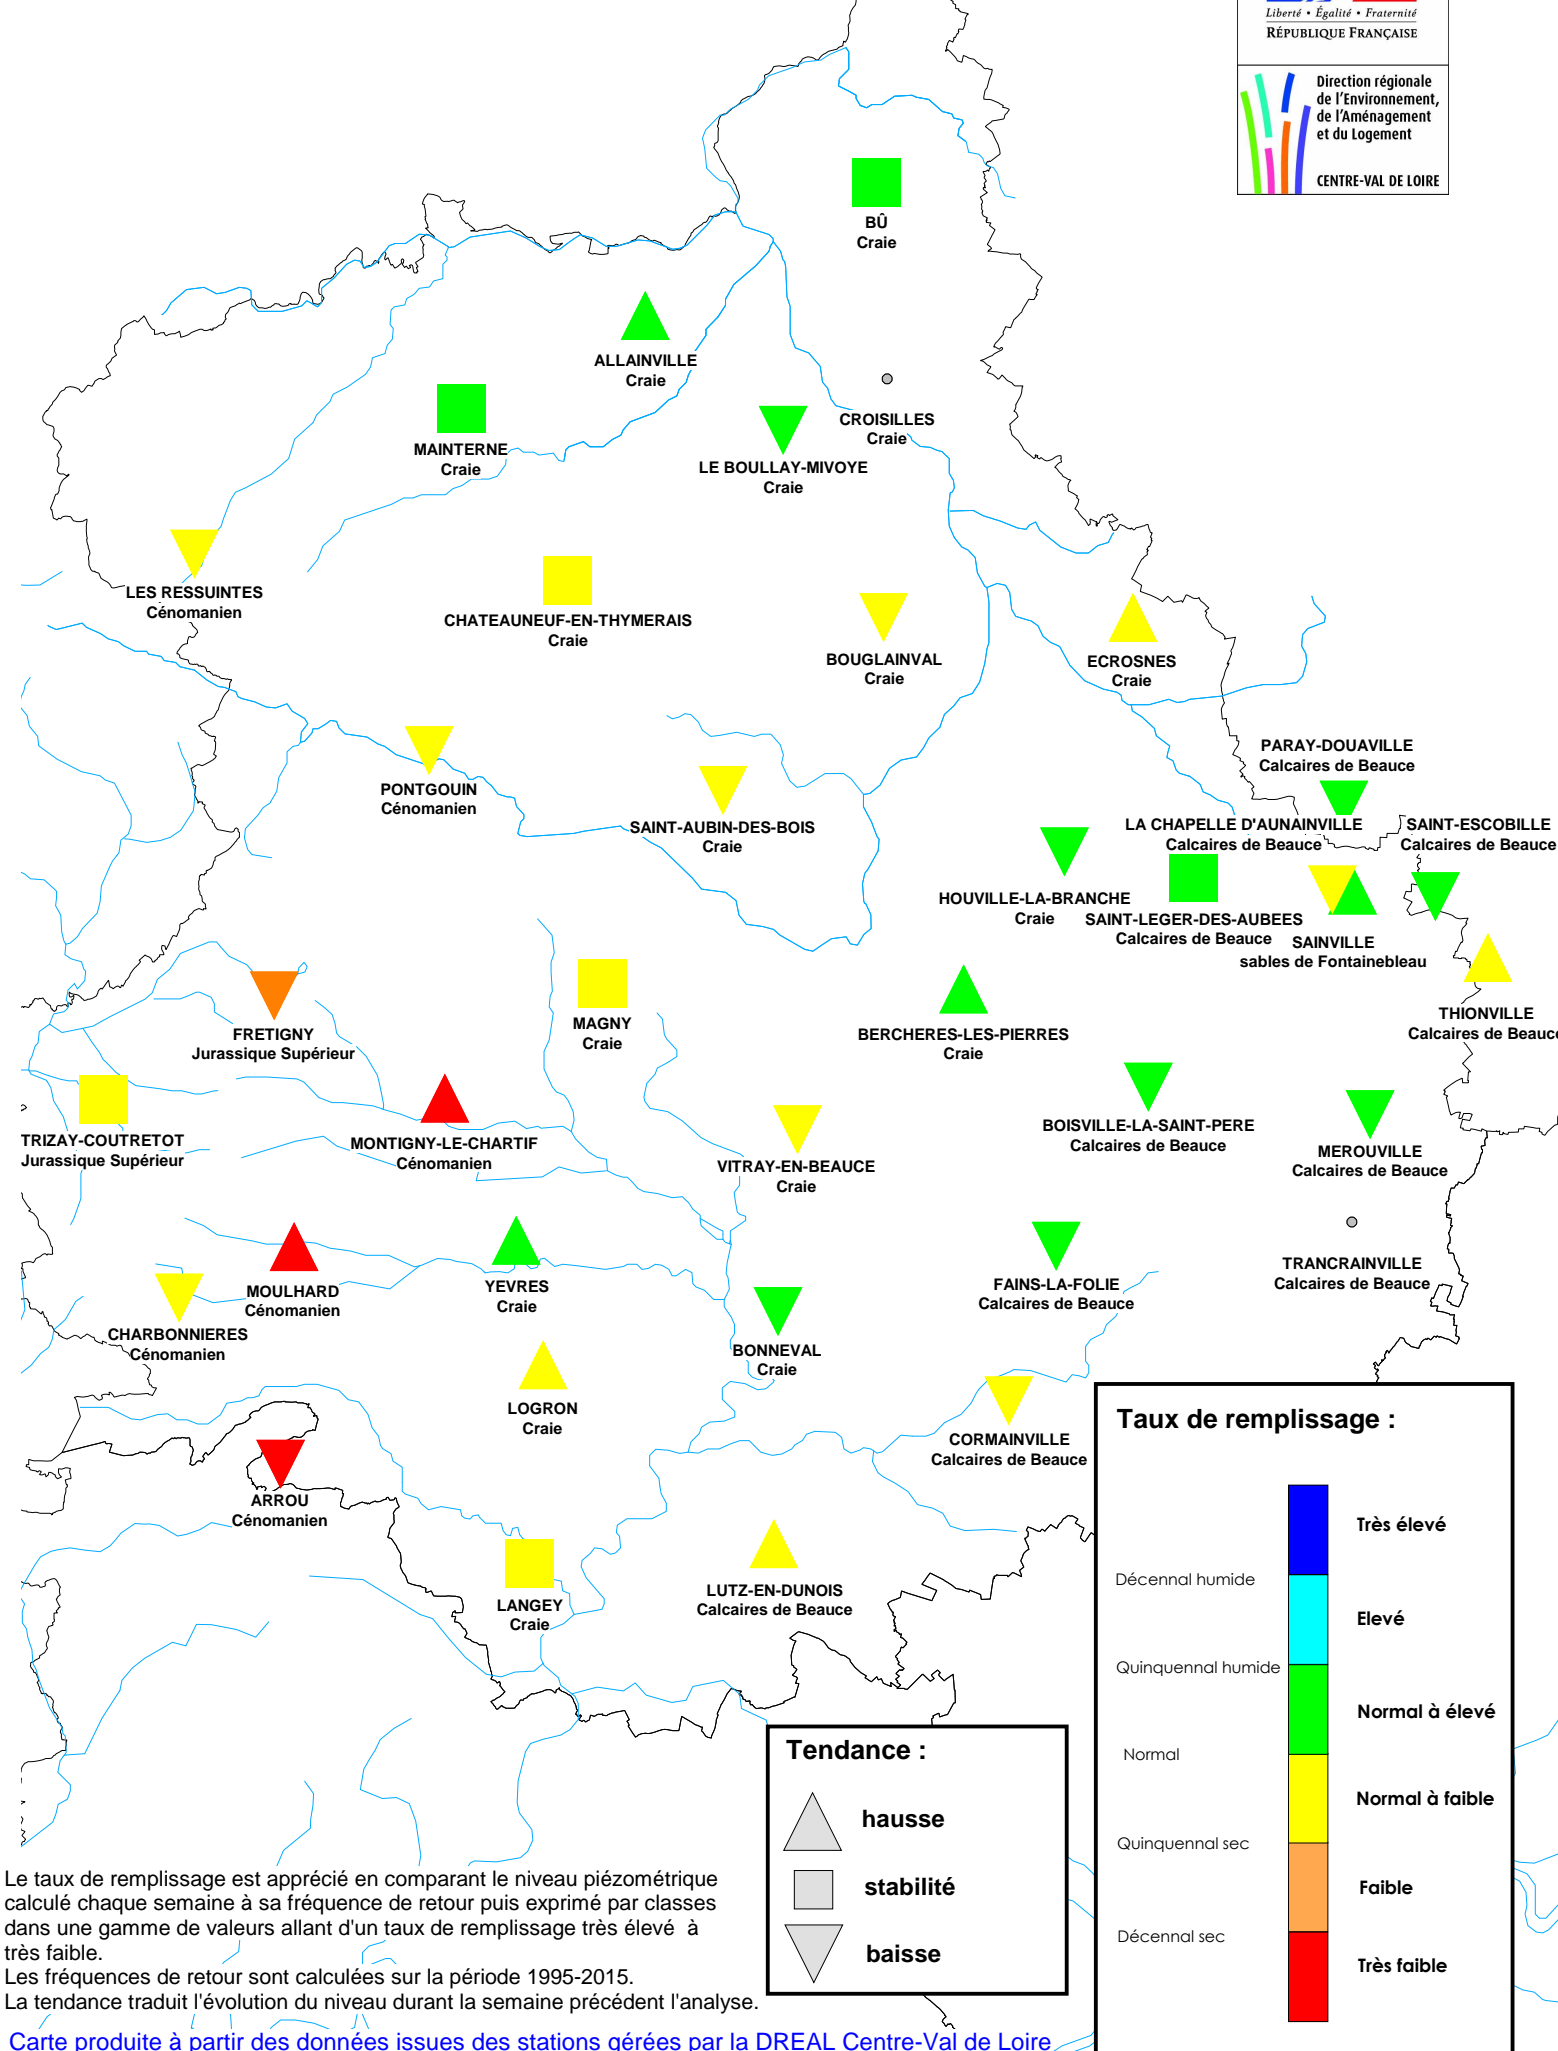 Liberté • Égalité • Fraternité
RÉPUBLIQUE FRANÇAISE
Direction régionale
de l'Environnement,
de l'Aménagement
et du Logement
CENTRE-VAL DE LOIRE
BÛ
Craie
ALLAINVILLE
Craie
CROISILLES
Craie
MAINTERNE
Craie
LE BOULLAY-MIVOYE
Craie
LES RESSUINTES
Cénomanien
CHATEAUNEUF-EN-THYMERAIS
Craie
BOUGLAINVAL
Craie
ECROSNES
Craie
PARAY-DOUAVILLE
Calcaires de Beauce
PONTGOUIN
Cénomanien
SAINT-AUBIN-DES-BOIS
Craie
LA CHAPELLE D'AUNAINVILLE
Calcaires de Beauce
SAINT-ESCOBILLE
Calcaires de Beauce
HOUVILLE-LA-BRANCHE
Craie
SAINT-LEGER-DES-AUBEES
Calcaires de Beauce
SAINVILLE
sables de Fontainebleau
THIONVILLE
Calcaires de Beauce
FRETIGNY
Jurassique Supérieur
MAGNY
Craie
BERCHERES-LES-PIERRES
Craie
TRIZAY-COUTRETOT
Jurassique Supérieur
MONTIGNY-LE-CHARTIF
Cénomanien
VITRAY-EN-BEAUCE
Craie
BOISVILLE-LA-SAINT-PERE
Calcaires de Beauce
MEROUVILLE
Calcaires de Beauce
MOULHARD
Cénomanien
YEVRES
Craie
FAINS-LA-FOLIE
Calcaires de Beauce
TRANCRAINVILLE
Calcaires de Beauce
CHARBONNIERES
Cénomanien
BONNEVAL
Craie
LOGRON
Craie
CORMAINVILLE
Calcaires de Beauce
ARROU
Cénomanien
LANGEY
Craie
LUTZ-EN-DUNOIS
Calcaires de Beauce
Taux de remplissage :
Très élevé
Décennal humide
Elevé
Quinquennal humide
Normal à élevé
Normal
Normal à faible
Quinquennal sec
Faible
Décennal sec
Très faible
Tendance :
hausse
stabilité
baisse
Le taux de remplissage est apprécié en comparant le niveau piézométrique
calculé chaque semaine à sa fréquence de retour puis exprimé par classes
dans une gamme de valeurs allant d'un taux de remplissage très élevé à
très faible.
Les fréquences de retour sont calculées sur la période 1995-2015.
La tendance traduit l'évolution du niveau durant la semaine précédent l'analyse.
Carte produite à partir des données issues des stations gérées par la DREAL Centre-Val de Loire